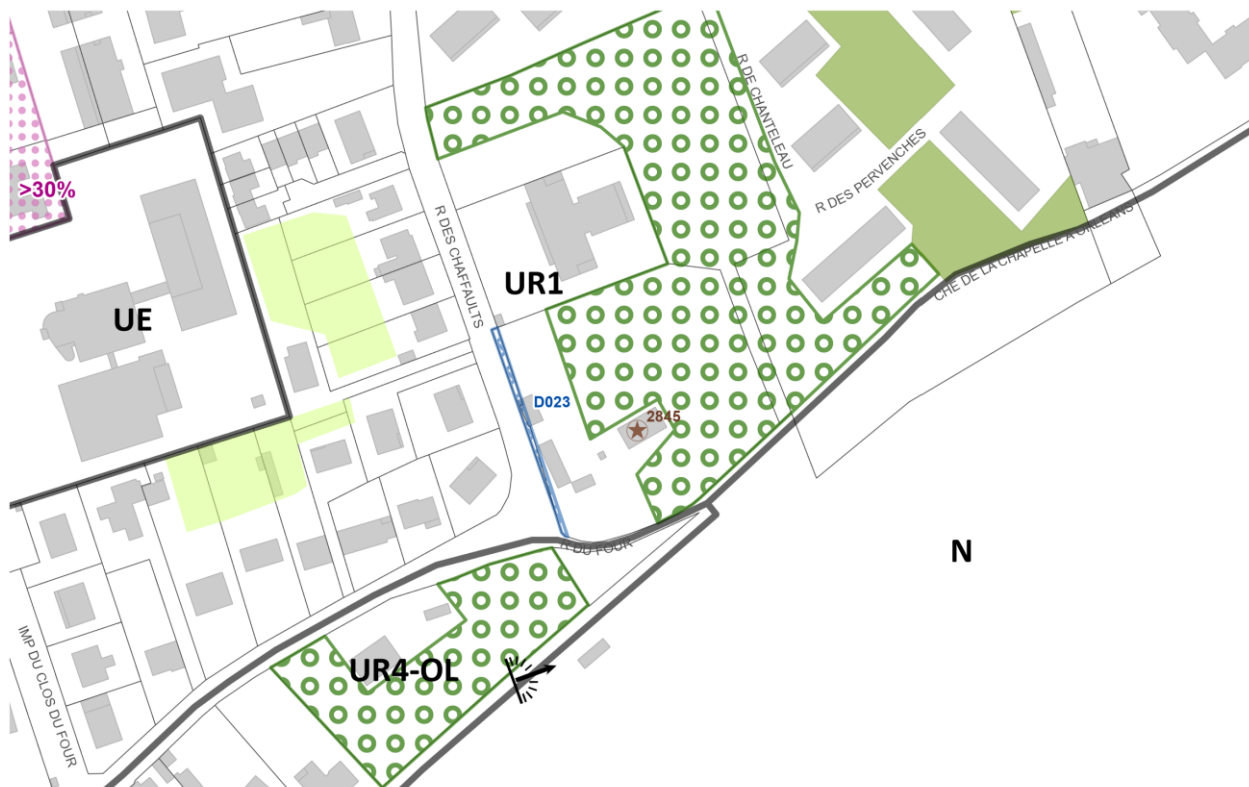 R DE CHANTELEAU
R DES PERVENCHES
>30%
CHE DE LA CHAPELLE A ORLEANS
R DES CHAFFAULTS
UR1
UE
D023
2845
R DU FOUR
N
IMP DU CLOS DU FOUR
UR4-OL